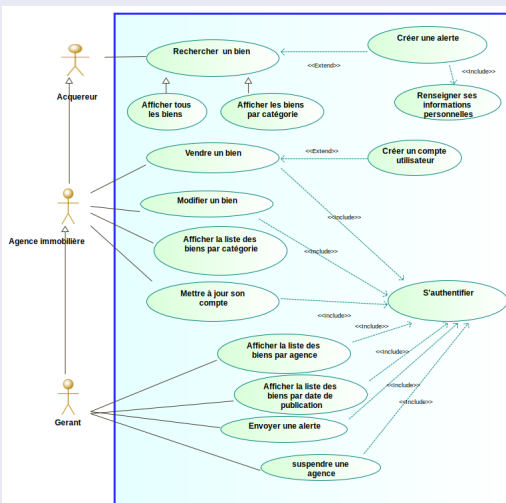 Rechercher un bien
Créer une alerte
<<Extend>>
<<Include>>
Acquereur
Afficher tous
les biens
Afficher les biens
par catégorie
Renseigner ses
informations
personnelles
Vendre un bien
<<Extend>>
Créer un compte
utilisateur
Modifier un bien
<<Include>>
Agence immobilière
Afficher la liste des
biens par catégorie
<<Include>>
Mettre à jour son
compte
S'authentifier
<<Include>>
<<Include>>
Afficher la liste des
biens par agence
<<Include>>
Afficher la liste des
biens par date de
publication
<<Include>>
<<Include>>
Gerant
Envoyer une alerte
suspendre une
agence